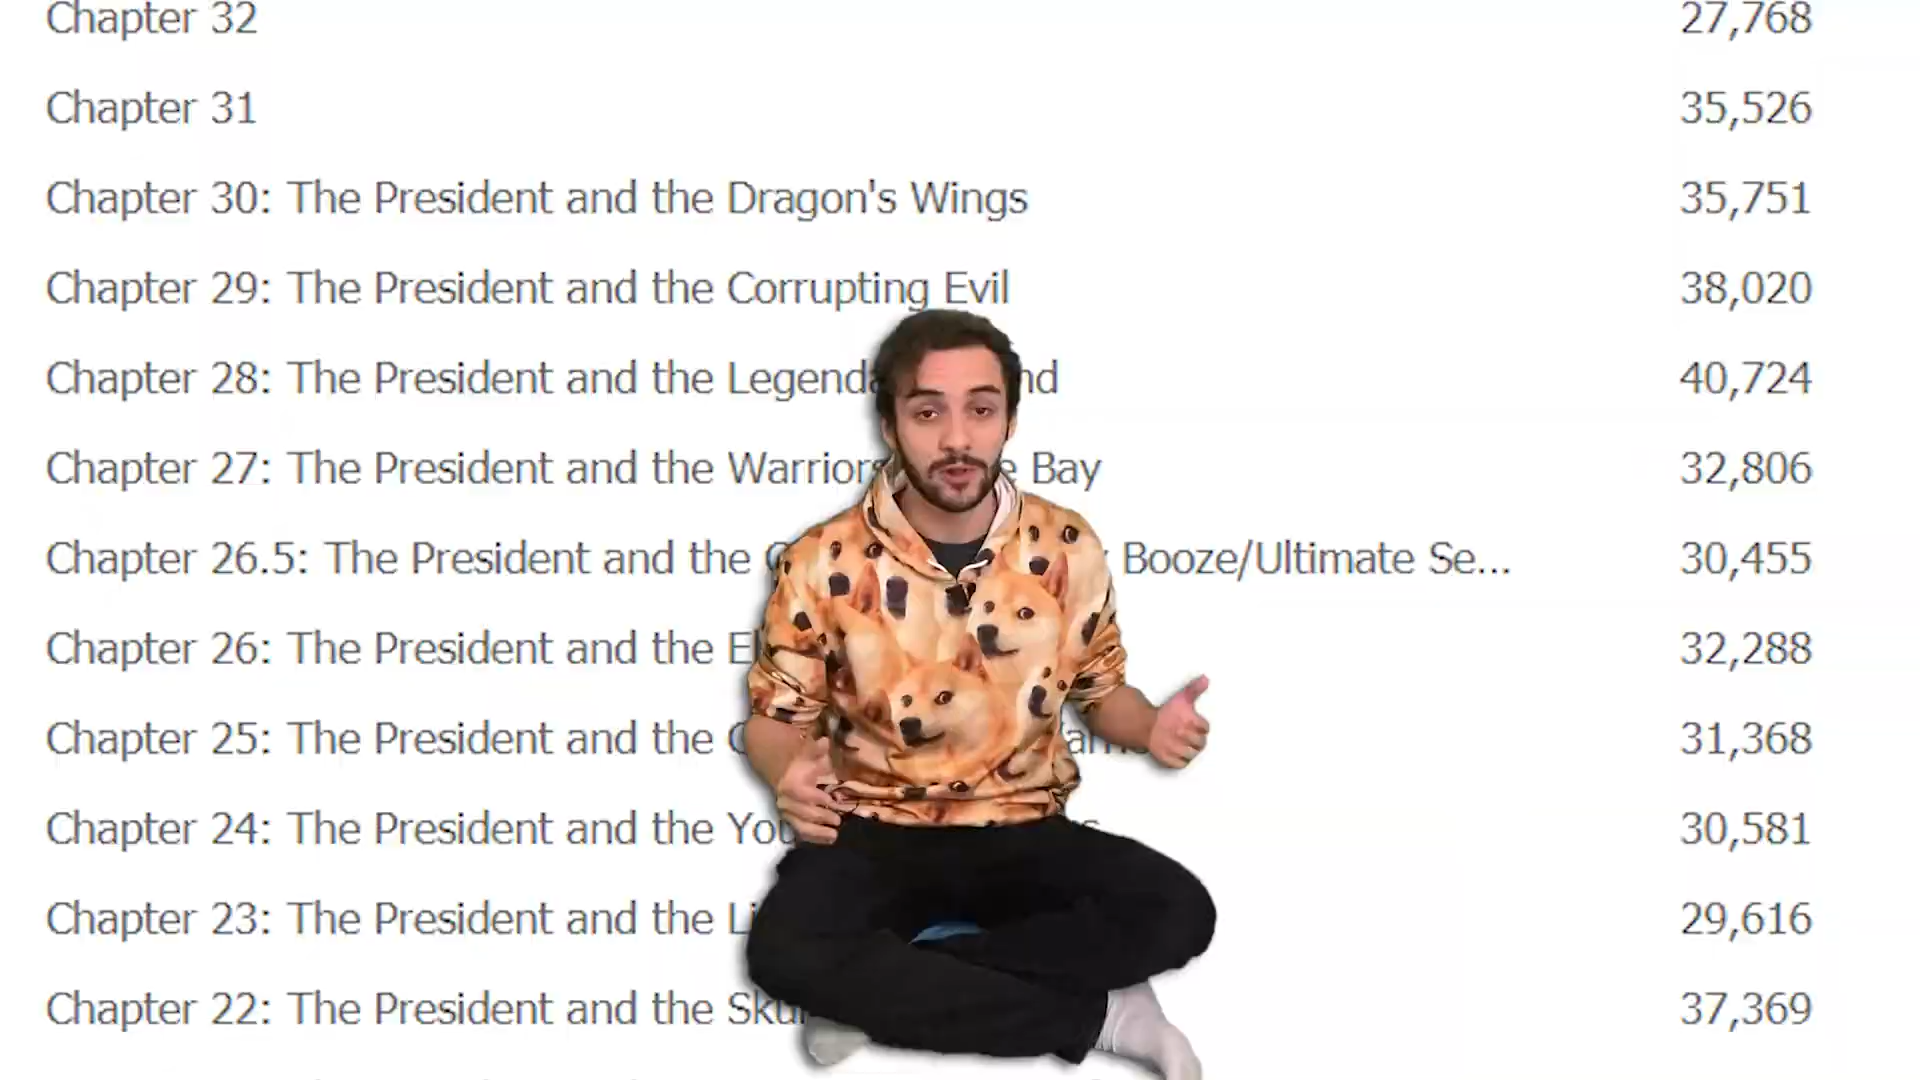 Chapter 32 27,768
Chapter 31 35,526
Chapter 30: The President and the Dragon's Wings 35,751
Chapter 29: The President and the Corrupting Evil 38,020
Chapter 28: The President and the 40,724
Chapter 27: The President and the Bay 32,806
Chapter 26.5: The President and the Booze/Ultimate Se... 30,455
Chapter 26: The President and the 32,288
Chapter 25: The President and the 31,368
Chapter 24: The President and the 30,581
Chapter 23: The President and the 29,616
Chapter 22: The President and the 37,369